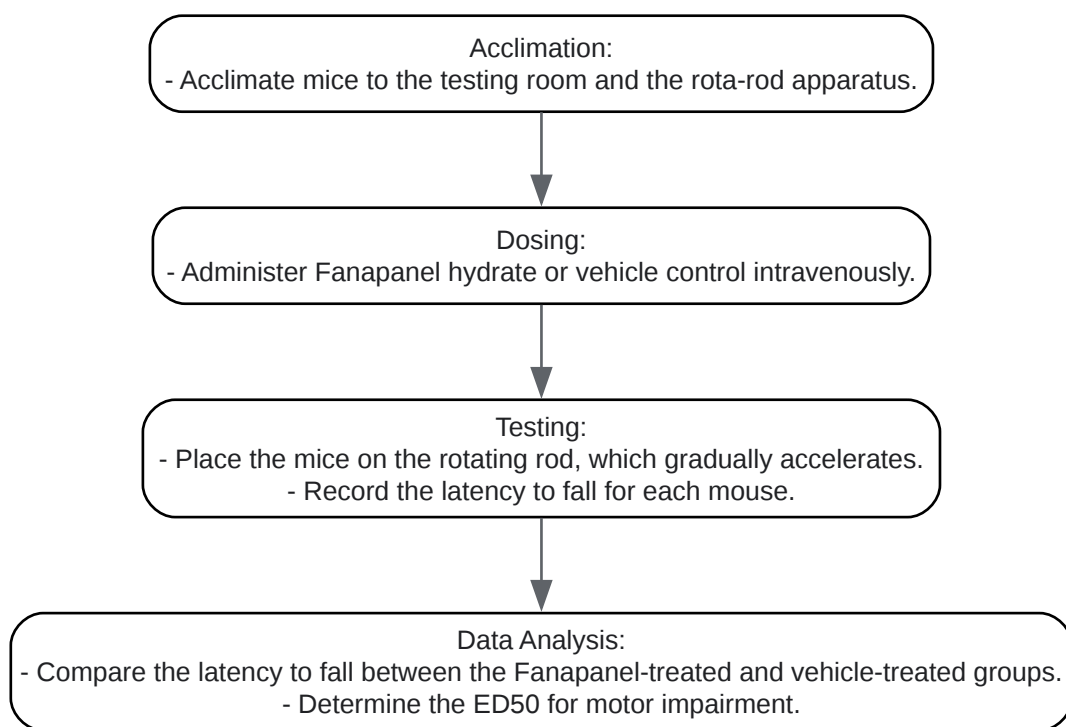 Acclimation:
- Acclimate mice to the testing room and the rota-rod apparatus.
Dosing:
- Administer Fanapanel hydrate or vehicle control intravenously.
Testing:
- Place the mice on the rotating rod, which gradually accelerates.
- Record the latency to fall for each mouse.
Data Analysis:
- Compare the latency to fall between the Fanapanel-treated and vehicle-treated groups.
- Determine the ED50 for motor impairment.